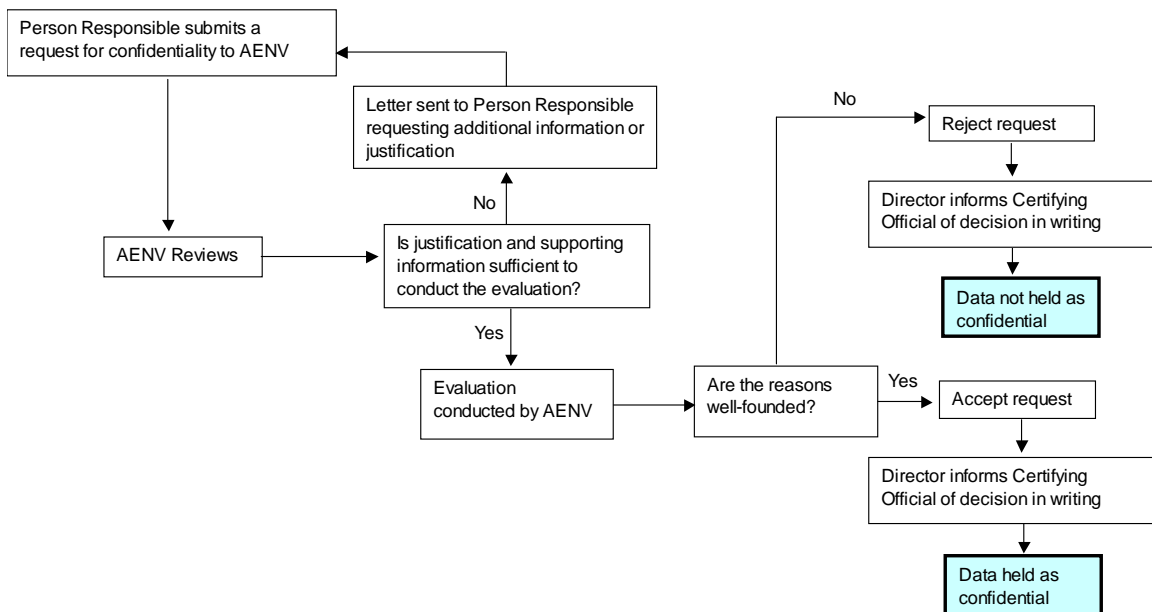 Person Responsible submits a
request for confidentiality to AENV
Letter sent to Person Responsible
requesting additional information or
justification
No
AENV Reviews
Is justification and supporting
information sufficient to
conduct the evaluation?
Yes
Evaluation
conducted by AENV
Are the reasons
well-founded?
No
Reject request
Director informs Certifying
Official of decision in writing
Data not held as
confidential
Yes
Accept request
Director informs Certifying
Official of decision in writing
Data held as
confidential